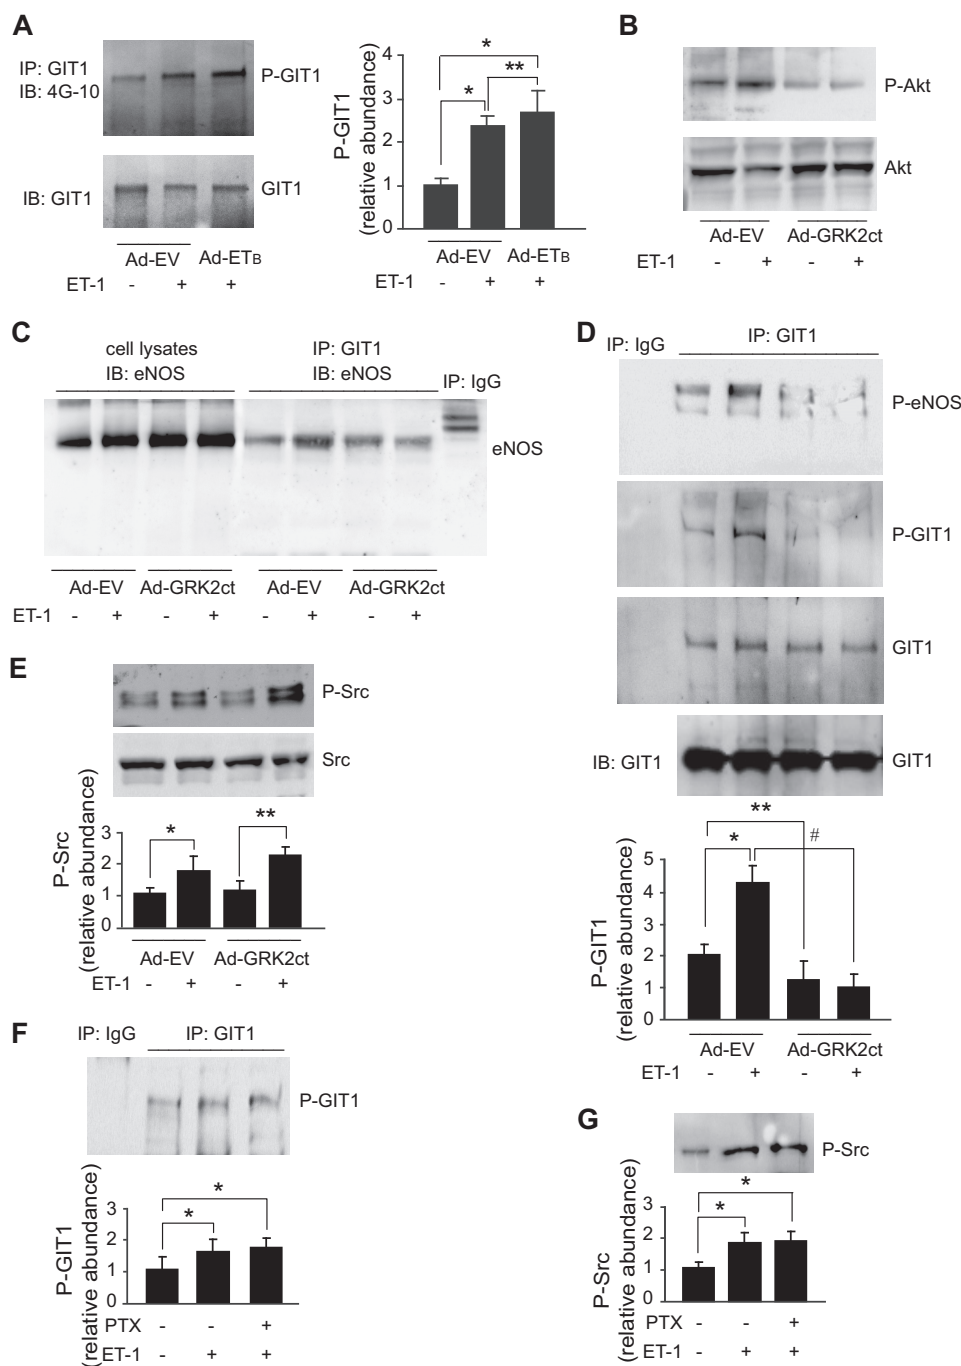 A
IP: GIT1
IB: 4G-10
P-GIT1
IB: GIT1
GIT1
Ad-EV Ad-ETB
ET-1 - + +
P-GIT1
(relative abundance)
4
3
2
1
0
*
* **
Ad-EV Ad-ETB
ET-1 - + +
B
P-Akt
Akt
Ad-EV Ad-GRK2ct
ET-1 - + - +
C
cell lysates
IB: eNOS
IP: GIT1
IB: eNOS
IP: IgG
eNOS
Ad-EV Ad-GRK2ct Ad-EV Ad-GRK2ct
ET-1 - + - + - + - +
D
IP: IgG IP: GIT1
P-eNOS
P-GIT1
GIT1
IB: GIT1 GIT1
P-GIT1
(relative abundance)
5
4
3
2
1
0
**
* #
Ad-EV Ad-GRK2ct
ET-1 - + - +
E
P-Src
Src
P-Src
(relative abundance)
3
2
1
0
* **
Ad-EV Ad-GRK2ct
ET-1 - + - +
F
IP: IgG IP: GIT1
P-GIT1
P-GIT1
(relative abundance)
3
2
1
0
*
*
PTX - - +
ET-1 - + +
G
P-Src
P-Src
(relative abundance)
3
2
1
0
*
*
PTX - - +
ET-1 - + +